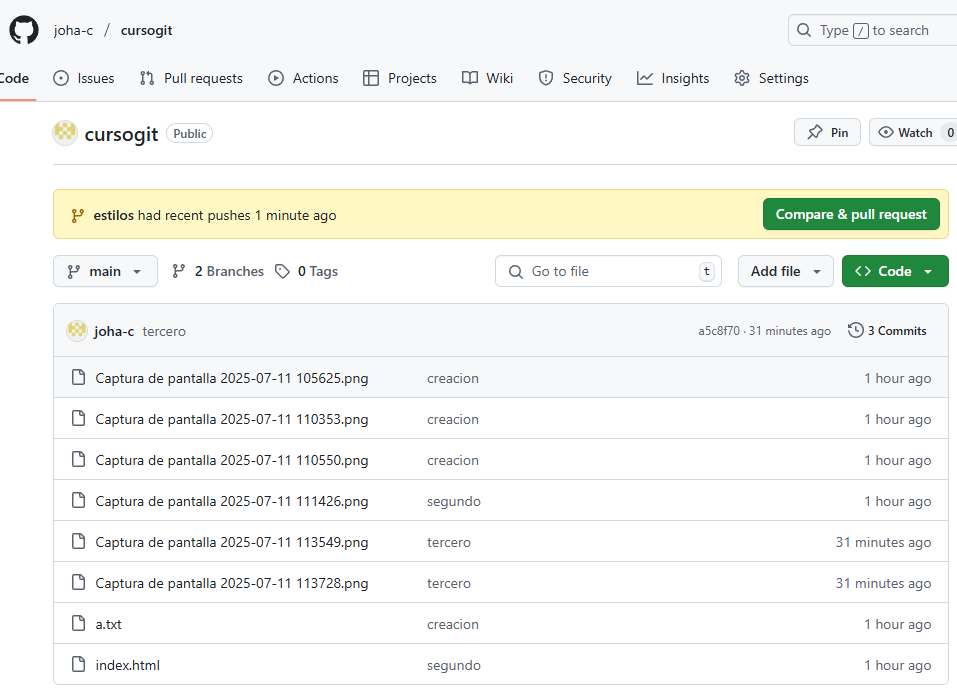 joha-c / cursogit
Type / to search
Code Issues Pull requests Actions Projects Wiki Security Insights Settings
cursogit Public
Pin Watch 0
estilos had recent pushes 1 minute ago Compare & pull request
main 2 Branches 0 Tags Go to file t Add file Code
joha-c tercero a5c8f70 · 31 minutes ago 3 Commits
Captura de pantalla 2025-07-11 105625.png creacion 1 hour ago
Captura de pantalla 2025-07-11 110353.png creacion 1 hour ago
Captura de pantalla 2025-07-11 110550.png creacion 1 hour ago
Captura de pantalla 2025-07-11 111426.png segundo 1 hour ago
Captura de pantalla 2025-07-11 113549.png tercero 31 minutes ago
Captura de pantalla 2025-07-11 113728.png tercero 31 minutes ago
a.txt creacion 1 hour ago
index.html segundo 1 hour ago